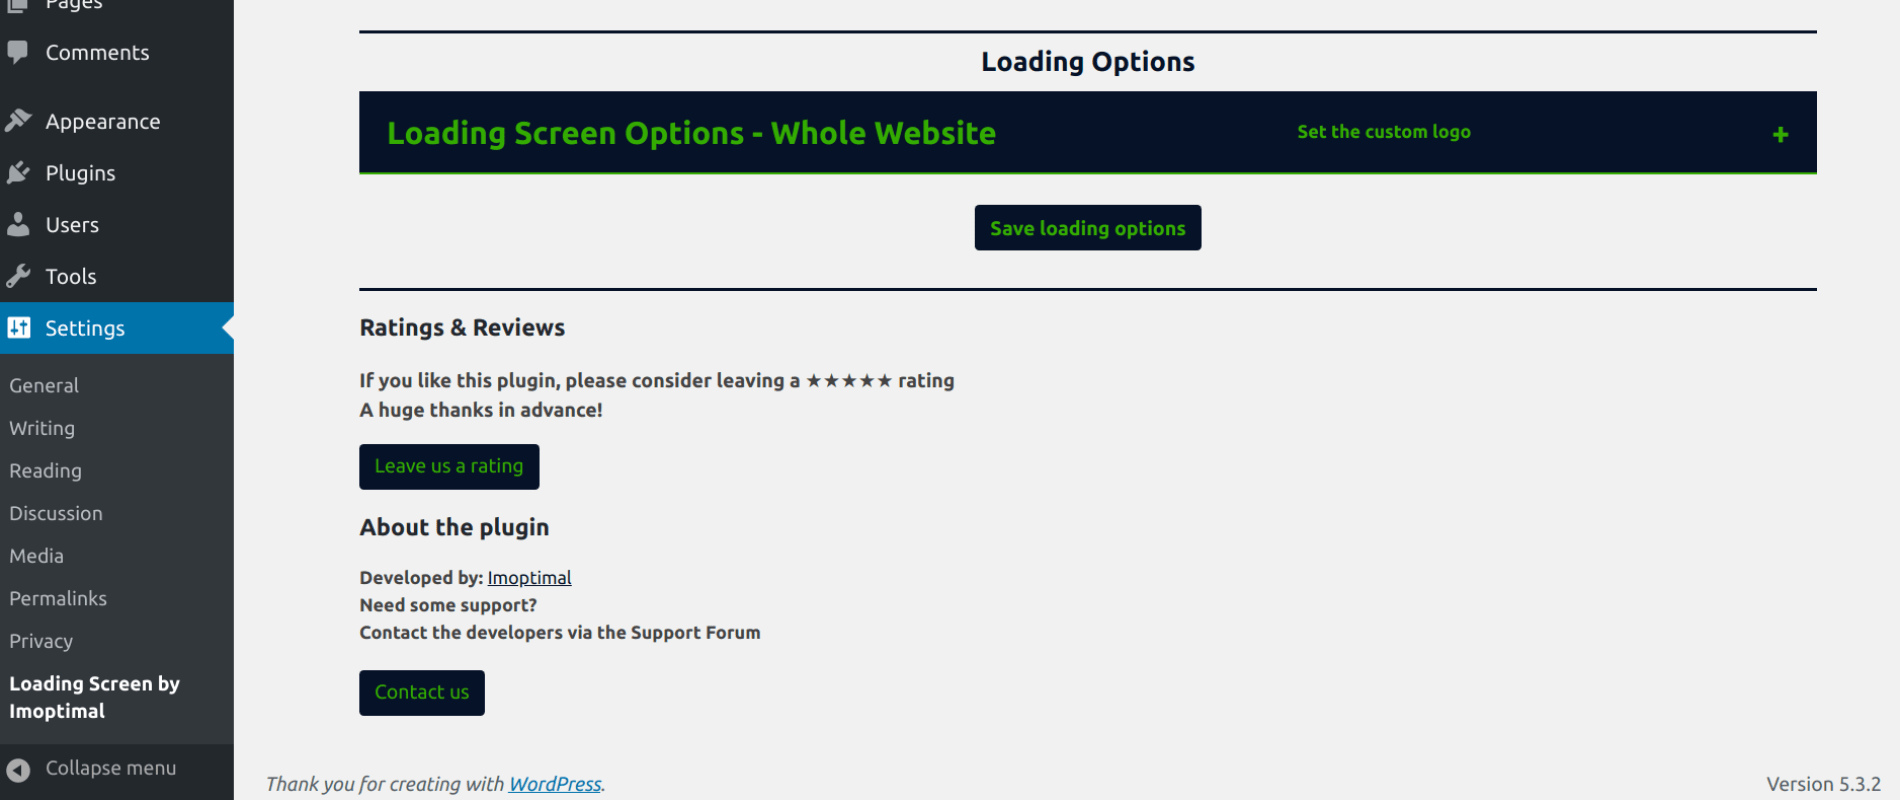 Pages
Comments
Appearance
Plugins
Users
Tools
Settings
General
Writing
Reading
Discussion
Media
Permalinks
Privacy
Loading Screen by
Imoptimal
Collapse menu
Loading Options
Loading Screen Options - Whole Website
Set the custom logo
+
Save loading options
Ratings & Reviews
If you like this plugin, please consider leaving a ★★★★★ rating
A huge thanks in advance!
Leave us a rating
About the plugin
Developed by: Imoptimal
Need some support?
Contact the developers via the Support Forum
Contact us
Thank you for creating with WordPress.
Version 5.3.2